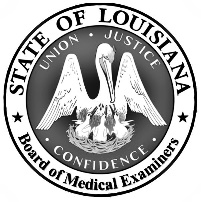 STATE OF LOUISIANA
UNION · JUSTICE
· CONFIDENCE ·
★ Board of Medical Examiners ★